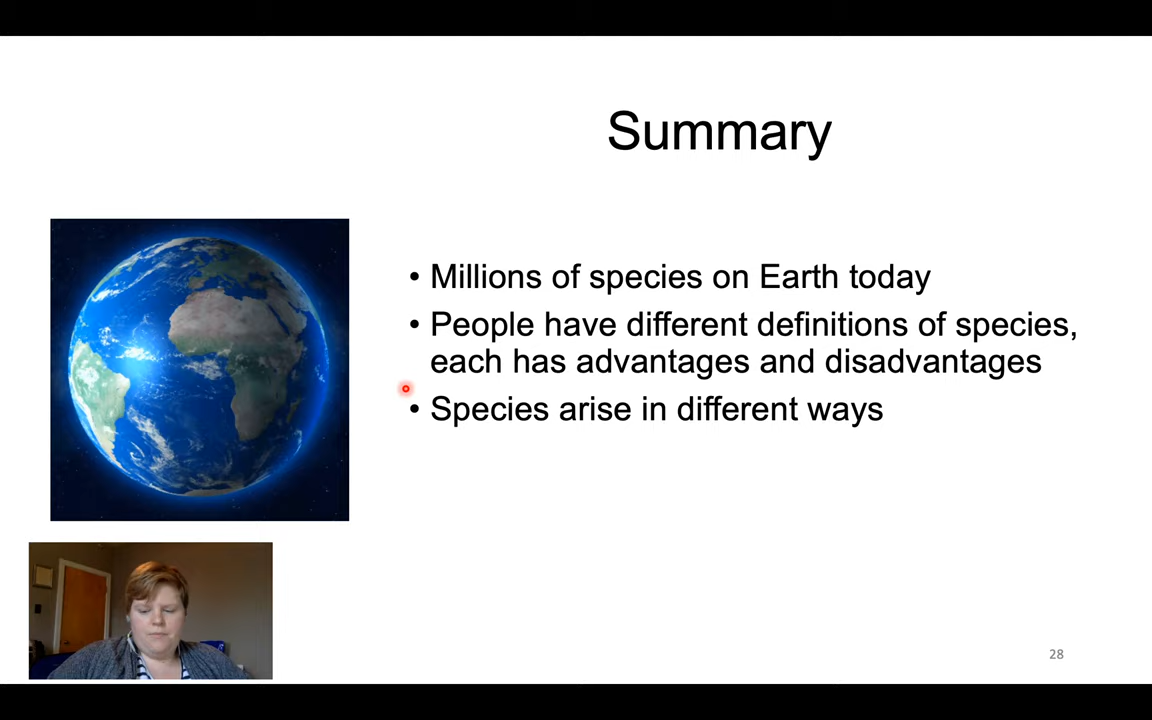 Summary
• Millions of species on Earth today
• People have different definitions of species,
each has advantages and disadvantages
• Species arise in different ways
28